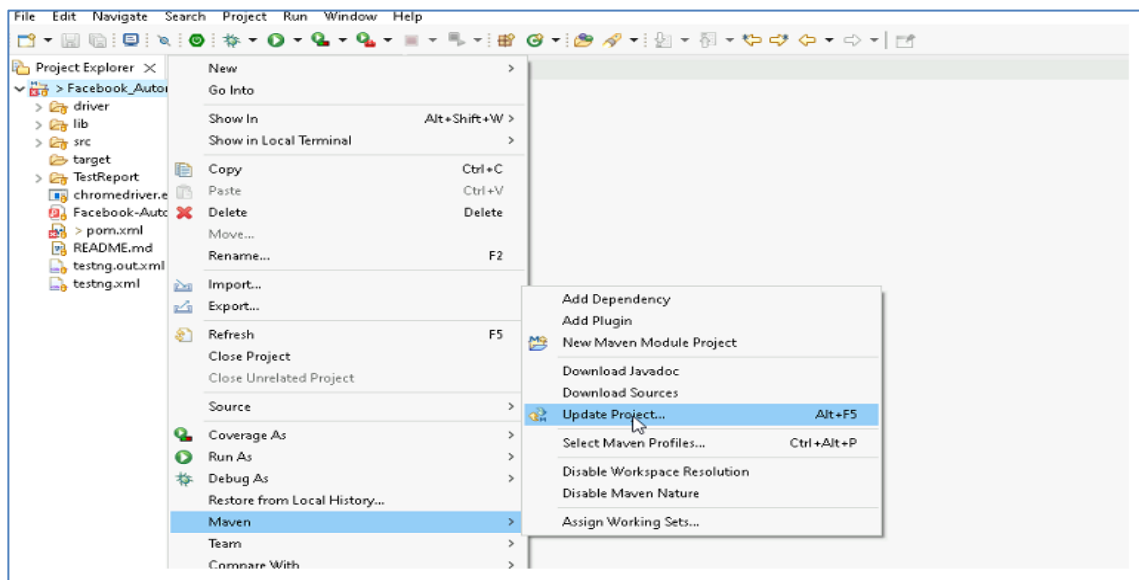 File Edit Navigate Search Project Run Window Help
Project Explorer
> Facebook_Autor
driver
lib
src
target
TestReport
chromedriver.e
Facebook-Auto
> pom.xml
README.md
testng.out.xml
testng.xml
New
Go Into
Show In Alt+Shift+W
Show in Local Terminal
Copy Ctrl+C
Paste Ctrl+V
Delete Delete
Move...
Rename... F2
Import...
Export...
Refresh F5
Close Project
Close Unrelated Project
Source
Coverage As
Run As
Debug As
Restore from Local History...
Maven
Team
Compare With
Add Dependency
Add Plugin
New Maven Module Project
Download Javadoc
Download Sources
Update Project... Alt+F5
Select Maven Profiles... Ctrl+Alt+P
Disable Workspace Resolution
Disable Maven Nature
Assign Working Sets...